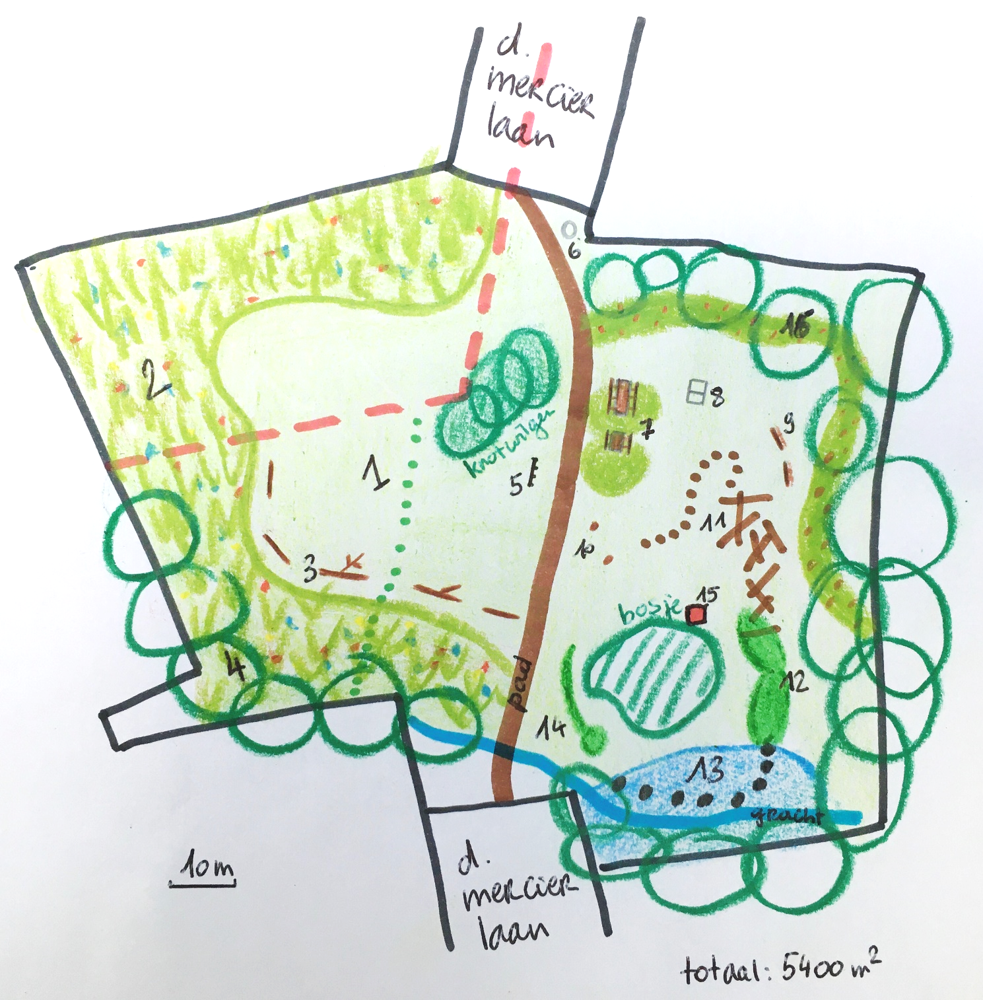 d.
mercier
laan
6
16
2
8
7
9
knotwilgen
1
5
11
10
3
15
bosje
4
pad
12
14
13
gracht
10m
d.
mercier
laan
totaal: 5400 m²